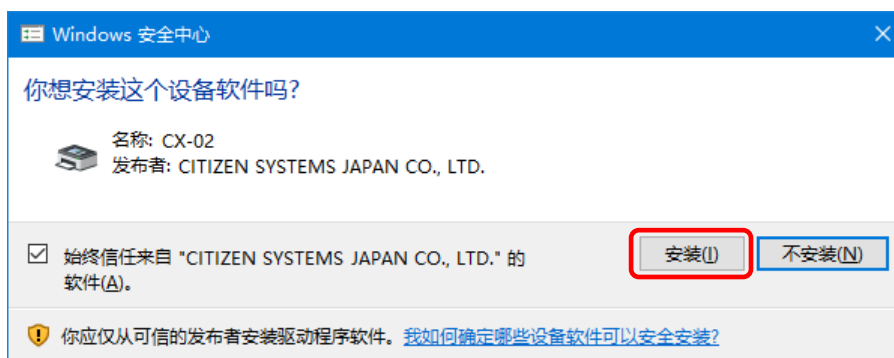 Windows 安全中心
你想安装这个设备软件吗?
名称: CX-02
发布者: CITIZEN SYSTEMS JAPAN CO., LTD.
始终信任来自 "CITIZEN SYSTEMS JAPAN CO., LTD." 的
软件(A)。
安装(I)
不安装(N)
你应仅从可信的发布者安装驱动程序软件。我如何确定哪些设备软件可以安全安装?